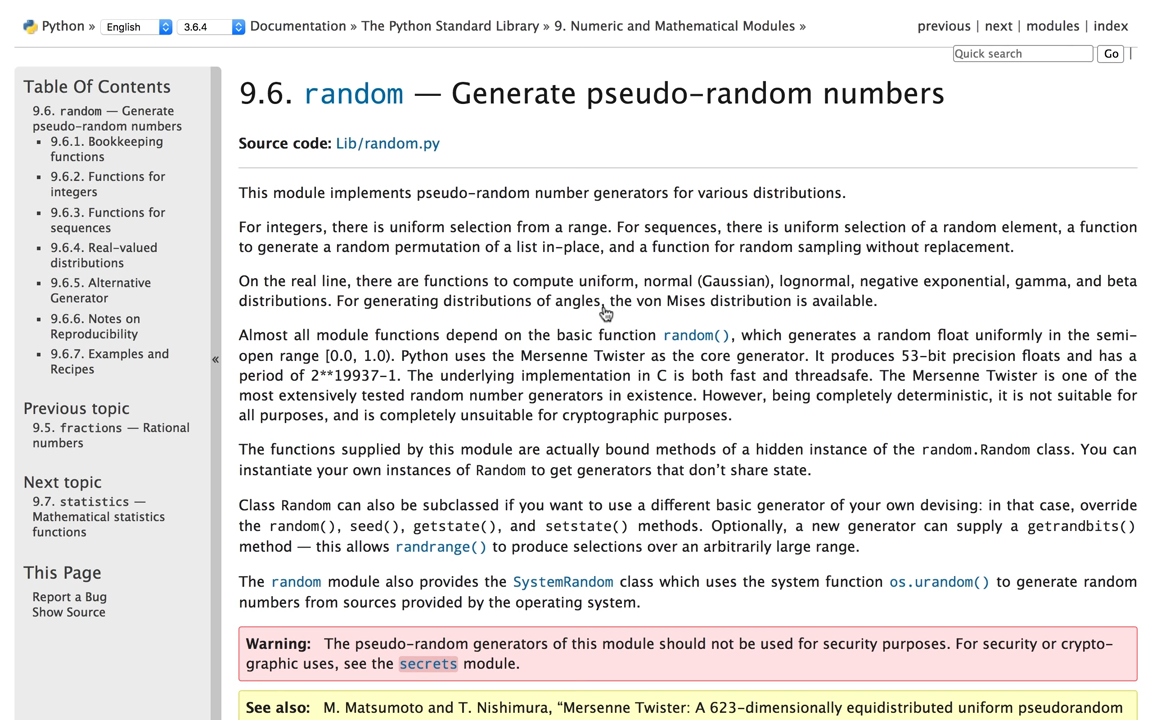 Python » English 3.6.4 Documentation » The Python Standard Library » 9. Numeric and Mathematical Modules » previous | next | modules | index
Quick search Go |
Table Of Contents
9.6. random — Generate
pseudo-random numbers
▪ 9.6.1. Bookkeeping
functions
▪ 9.6.2. Functions for
integers
▪ 9.6.3. Functions for
sequences
▪ 9.6.4. Real-valued
distributions
▪ 9.6.5. Alternative
Generator
▪ 9.6.6. Notes on
Reproducibility
▪ 9.6.7. Examples and
Recipes
Previous topic
9.5. fractions — Rational
numbers
Next topic
9.7. statistics —
Mathematical statistics
functions
This Page
Report a Bug
Show Source
«
9.6. random — Generate pseudo-random numbers
Source code: Lib/random.py
This module implements pseudo-random number generators for various distributions.
For integers, there is uniform selection from a range. For sequences, there is uniform selection of a random element, a function
to generate a random permutation of a list in-place, and a function for random sampling without replacement.
On the real line, there are functions to compute uniform, normal (Gaussian), lognormal, negative exponential, gamma, and beta
distributions. For generating distributions of angles, the von Mises distribution is available.
Almost all module functions depend on the basic function random(), which generates a random float uniformly in the semi-
open range [0.0, 1.0). Python uses the Mersenne Twister as the core generator. It produces 53-bit precision floats and has a
period of 2**19937-1. The underlying implementation in C is both fast and threadsafe. The Mersenne Twister is one of the
most extensively tested random number generators in existence. However, being completely deterministic, it is not suitable for
all purposes, and is completely unsuitable for cryptographic purposes.
The functions supplied by this module are actually bound methods of a hidden instance of the random.Random class. You can
instantiate your own instances of Random to get generators that don't share state.
Class Random can also be subclassed if you want to use a different basic generator of your own devising: in that case, override
the random(), seed(), getstate(), and setstate() methods. Optionally, a new generator can supply a getrandbits()
method — this allows randrange() to produce selections over an arbitrarily large range.
The random module also provides the SystemRandom class which uses the system function os.urandom() to generate random
numbers from sources provided by the operating system.
Warning: The pseudo-random generators of this module should not be used for security purposes. For security or crypto-
graphic uses, see the secrets module.
See also: M. Matsumoto and T. Nishimura, “Mersenne Twister: A 623-dimensionally equidistributed uniform pseudorandom